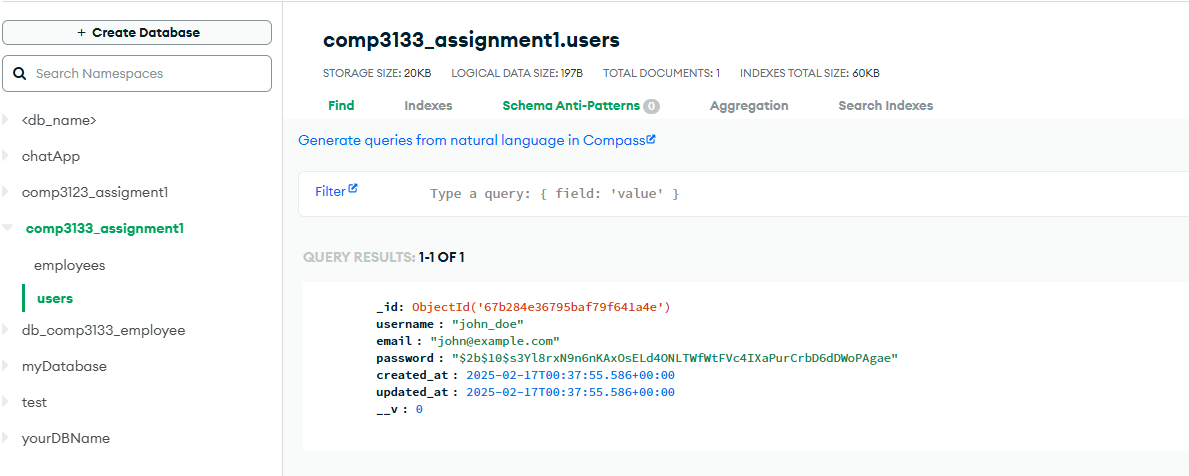 + Create Database
Search Namespaces
<db_name>
chatApp
comp3123_assigment1
comp3133_assignment1
employees
users
db_comp3133_employee
myDatabase
test
yourDBName
comp3133_assignment1.users
STORAGE SIZE: 20KB LOGICAL DATA SIZE: 197B TOTAL DOCUMENTS: 1 INDEXES TOTAL SIZE: 60KB
Find Indexes Schema Anti-Patterns 0 Aggregation Search Indexes
Generate queries from natural language in Compass
Filter Type a query: { field: 'value' }
QUERY RESULTS: 1-1 OF 1
_id: ObjectId('67b284e36795baf79f641a4e')
username : "john_doe"
email : "john@example.com"
password : "$2b$10$s3Yl8rxN9n6nKAxOsELd4ONLTWfWtFVc4IXaPurCrbD6dDWoPAgae"
created_at : 2025-02-17T00:37:55.586+00:00
updated_at : 2025-02-17T00:37:55.586+00:00
__v : 0